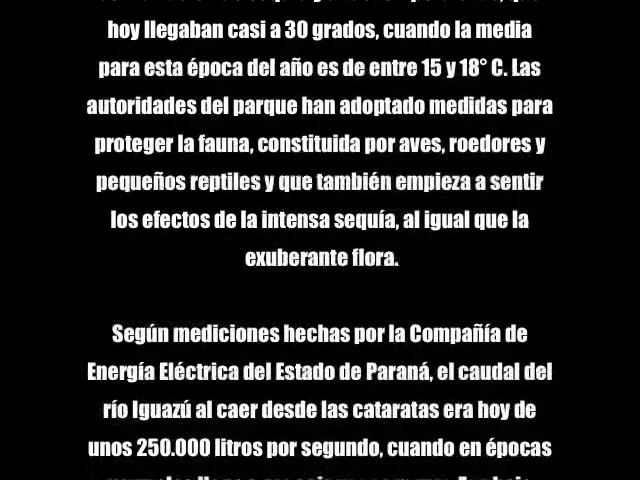 hoy llegaban casi a 30 grados, cuando la media
para esta época del año es de entre 15 y 18° C. Las
autoridades del parque han adoptado medidas para
proteger la fauna, constituida por aves, roedores y
pequeños reptiles y que también empieza a sentir
los efectos de la intensa sequía, al igual que la
exuberante flora.
Según mediciones hechas por la Compañía de
Energía Eléctrica del Estado de Paraná, el caudal del
río Iguazú al caer desde las cataratas era hoy de
unos 250.000 litros por segundo, cuando en épocas